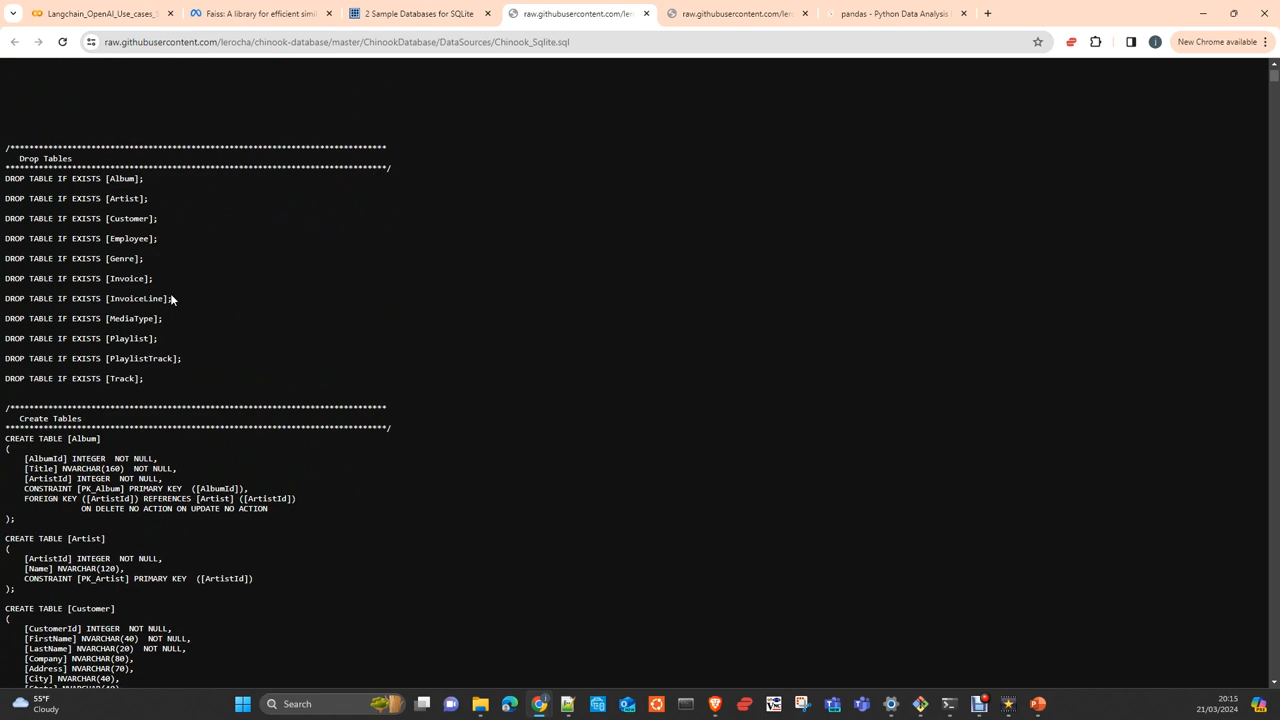 Langchain_OpenAI_Use_cases_S
Faiss: A library for efficient simil
2 Sample Databases for SQLite
raw.githubusercontent.com/lero
raw.githubusercontent.com/lero
pandas - Python Data Analysis
raw.githubusercontent.com/lerocha/chinook-database/master/ChinookDatabase/DataSources/Chinook_Sqlite.sql
New Chrome available
/*******************************************************************************
Drop Tables
********************************************************************************/
DROP TABLE IF EXISTS [Album];
DROP TABLE IF EXISTS [Artist];
DROP TABLE IF EXISTS [Customer];
DROP TABLE IF EXISTS [Employee];
DROP TABLE IF EXISTS [Genre];
DROP TABLE IF EXISTS [Invoice];
DROP TABLE IF EXISTS [InvoiceLine];
DROP TABLE IF EXISTS [MediaType];
DROP TABLE IF EXISTS [Playlist];
DROP TABLE IF EXISTS [PlaylistTrack];
DROP TABLE IF EXISTS [Track];
/*******************************************************************************
Create Tables
********************************************************************************/
CREATE TABLE [Album]
(
[AlbumId] INTEGER NOT NULL,
[Title] NVARCHAR(160) NOT NULL,
[ArtistId] INTEGER NOT NULL,
CONSTRAINT [PK_Album] PRIMARY KEY ([AlbumId]),
FOREIGN KEY ([ArtistId]) REFERENCES [Artist] ([ArtistId])
ON DELETE NO ACTION ON UPDATE NO ACTION
);
CREATE TABLE [Artist]
(
[ArtistId] INTEGER NOT NULL,
[Name] NVARCHAR(120),
CONSTRAINT [PK_Artist] PRIMARY KEY ([ArtistId])
);
CREATE TABLE [Customer]
(
[CustomerId] INTEGER NOT NULL,
[FirstName] NVARCHAR(40) NOT NULL,
[LastName] NVARCHAR(20) NOT NULL,
[Company] NVARCHAR(80),
[Address] NVARCHAR(70),
[City] NVARCHAR(40),
[State] NVARCHAR(40),
55°F
Cloudy
Search
20:15
21/03/2024